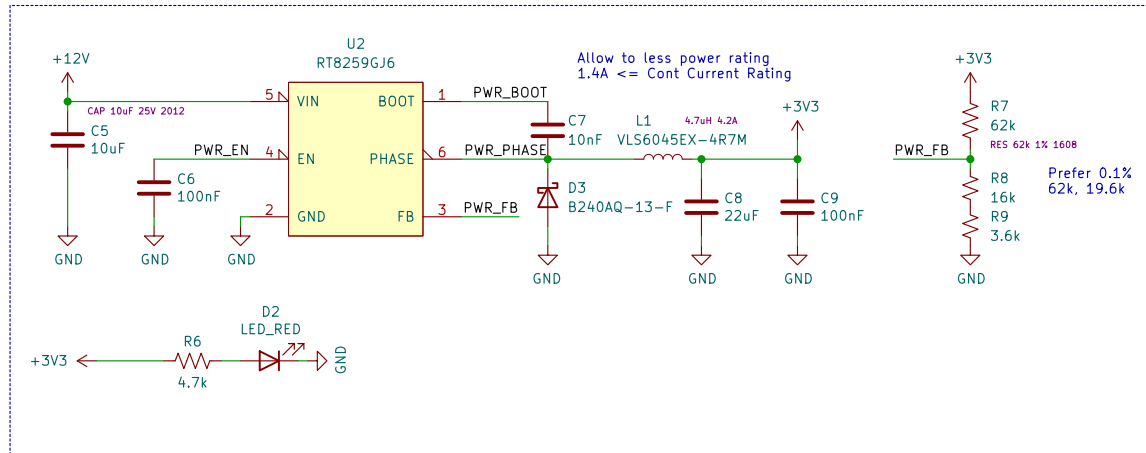 U2
RT8259GJ6
+12V
CAP 10uF 25V 2012
C5
10uF
PWR_EN
C6
100nF
5 VIN
4 EN
2 GND
BOOT 1
PHASE 6
FB 3
PWR_BOOT
PWR_PHASE
PWR_FB
C7
10nF
Allow to less power rating
1.4A <= Cont Current Rating
L1
4.7uH 4.2A
VLS6045EX-4R7M
+3V3
D3
B240AQ-13-F
C8
22uF
C9
100nF
GND
GND
GND
GND
GND
GND
+3V3
R7
62k
RES 62k 1% 1608
PWR_FB
R8
16k
R9
3.6k
GND
Prefer 0.1%
62k, 19.6k
+3V3
R6
4.7k
D2
LED_RED
GND